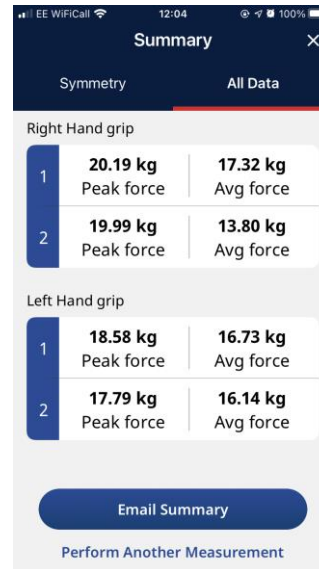 EE WiFiCall 12:04 100%
Summary X
Symmetry All Data
Right Hand grip
1 20.19 kg 17.32 kg
Peak force Avg force
2 19.99 kg 13.80 kg
Peak force Avg force
Left Hand grip
1 18.58 kg 16.73 kg
Peak force Avg force
2 17.79 kg 16.14 kg
Peak force Avg force
Email Summary
Perform Another Measurement